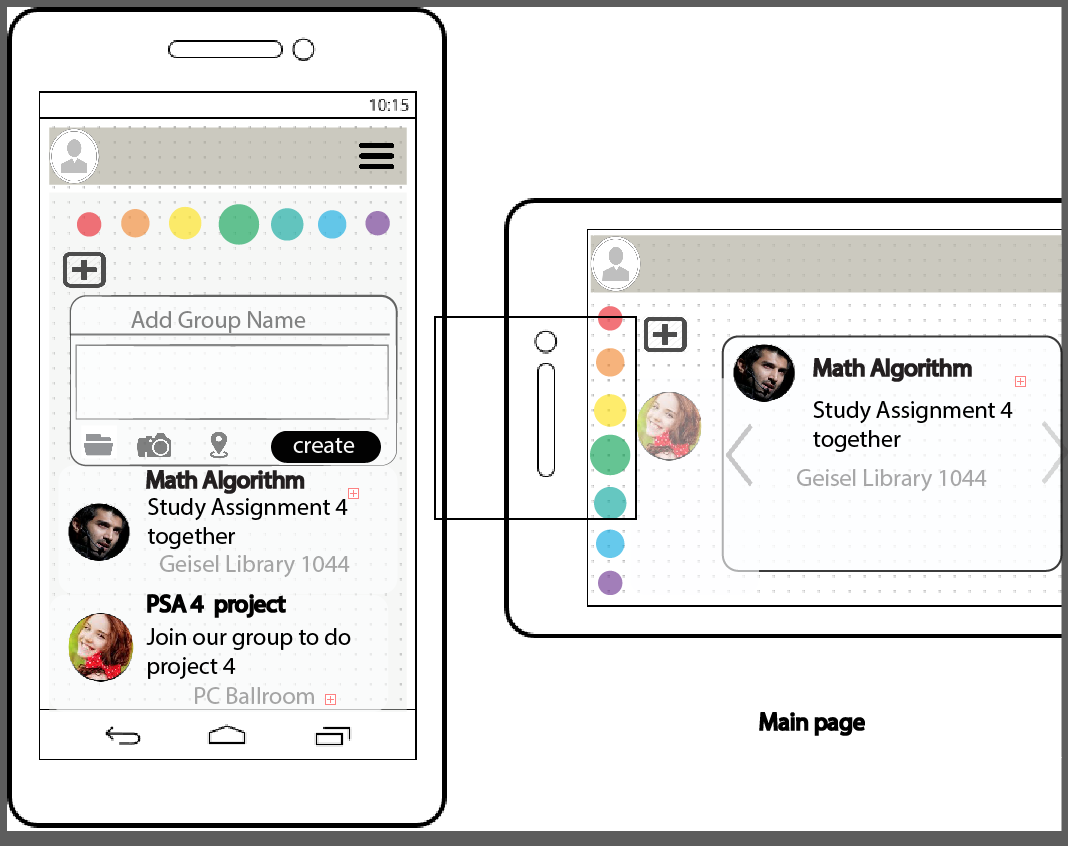 10:15
Add Group Name
create
Math Algorithm
Study Assignment 4
together
Geisel Library 1044
PSA 4 project
Join our group to do
project 4
PC Ballroom
Math Algorithm
Study Assignment 4
together
Geisel Library 1044
Main page